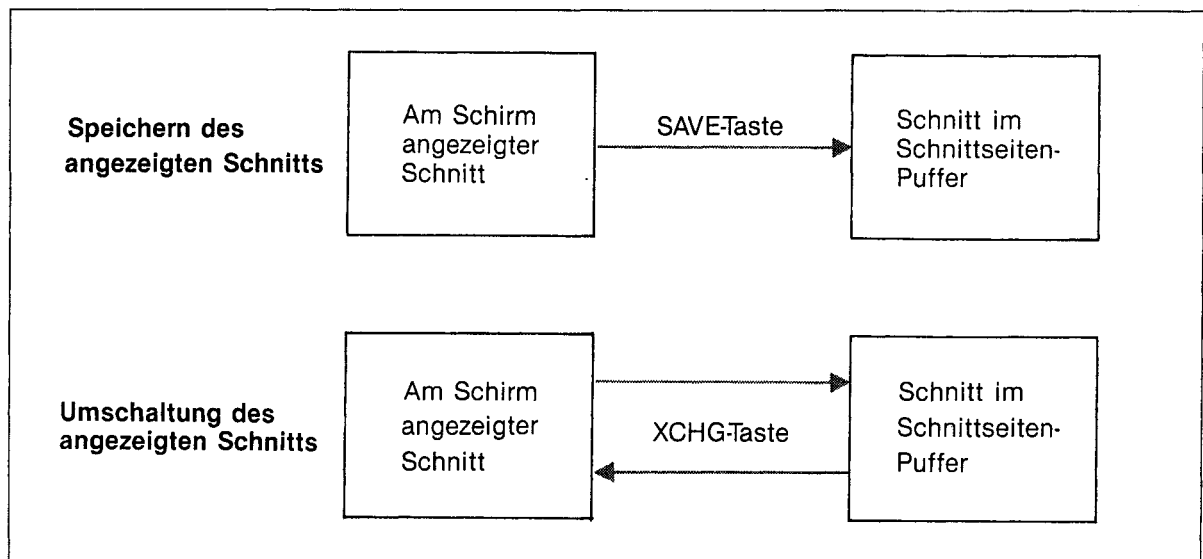 Speichern des
angezeigten Schnitts
Am Schirm
angezeigter
Schnitt
SAVE-Taste
Schnitt im
Schnittseiten-
Puffer
Umschaltung des
angezeigten Schnitts
Am Schirm
angezeigter
Schnitt
XCHG-Taste
Schnitt im
Schnittseiten-
Puffer